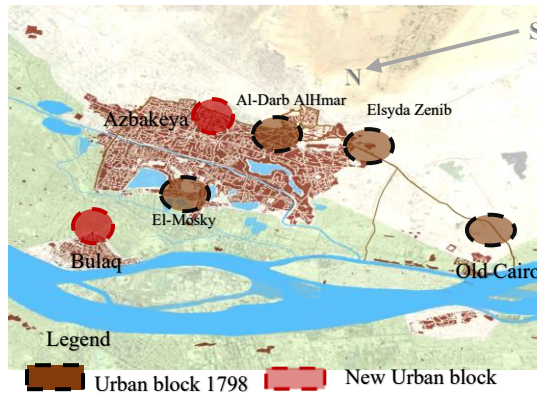 S
N
Al-Darb AlHmar
Elsyda Zenib
Azbakeya
El-Mosky
Bulaq
Old Cairo
Legend
Urban block 1798
New Urban block